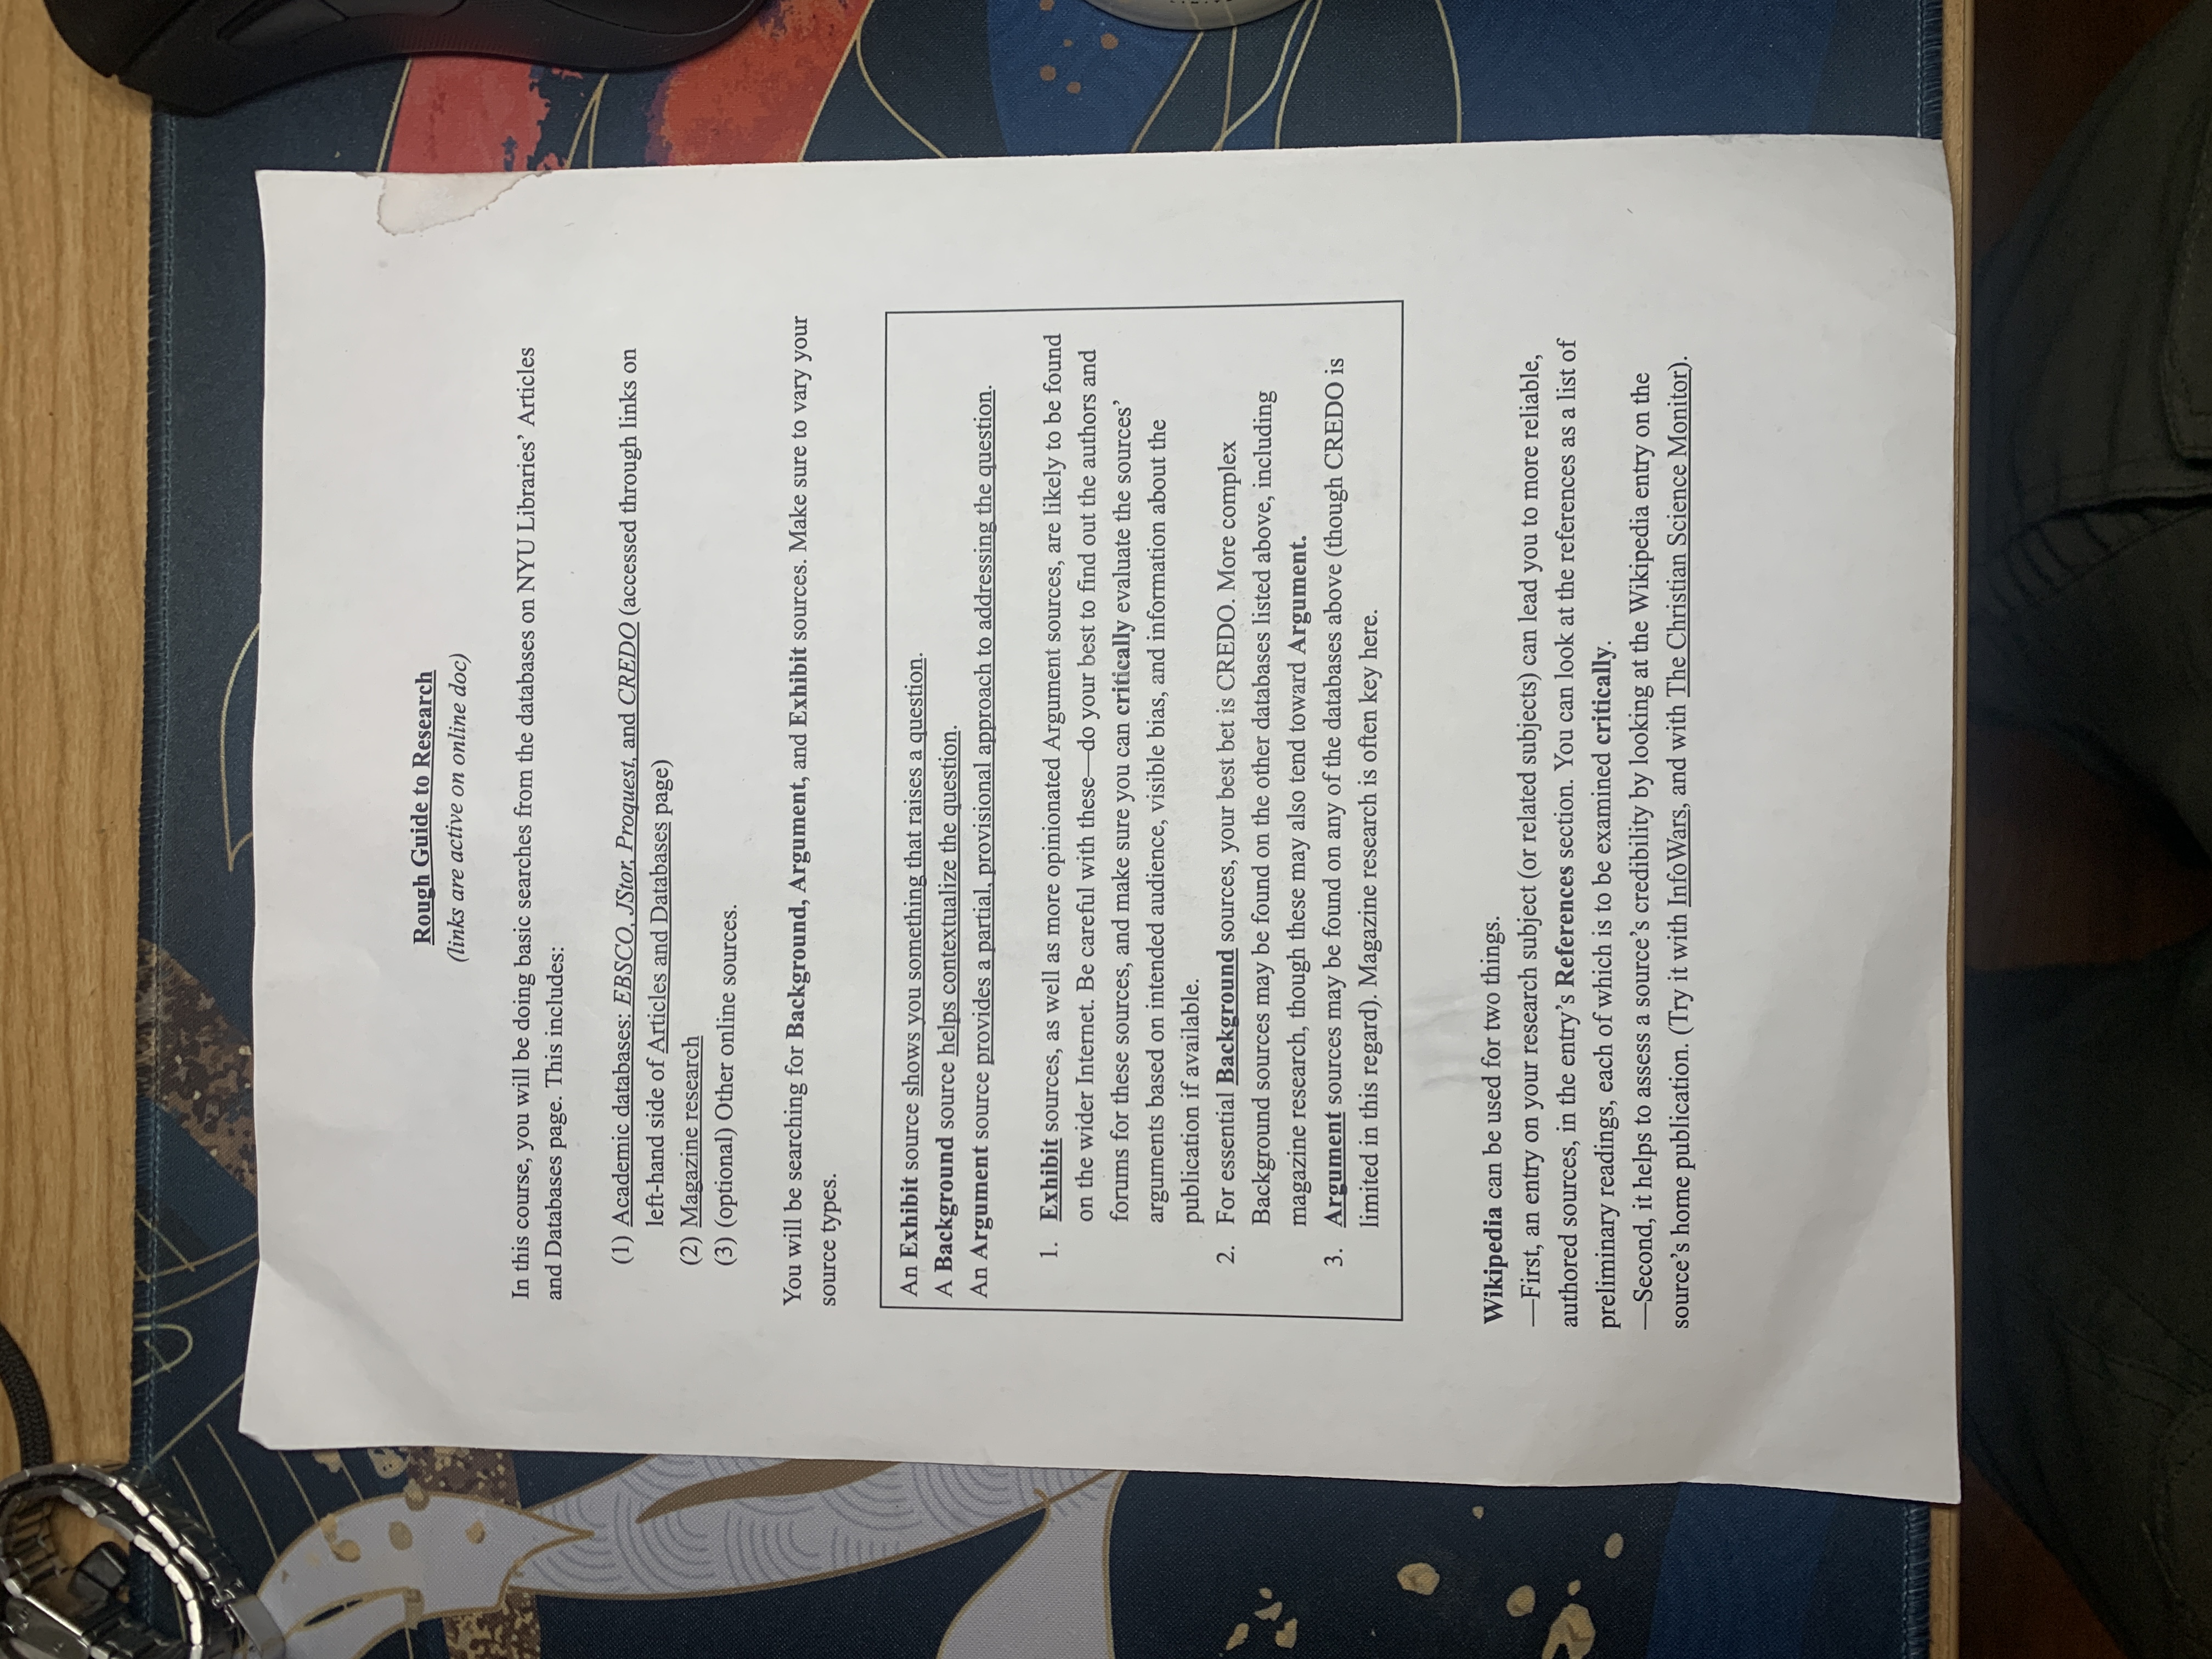 Rough Guide to Research
(links are active on online doc)
In this course, you will be doing basic searches from the databases on NYU Libraries’ Articles
and Databases page. This includes:
(1) Academic databases: EBSCO, JStor, Proquest, and CREDO (accessed through links on
left-hand side of Articles and Databases page)
(2) Magazine research
(3) (optional) Other online sources.
You will be searching for Background, Argument, and Exhibit sources. Make sure to vary your
source types.
An Exhibit source shows you something that raises a question.
A Background source helps contextualize the question.
An Argument source provides a partial, provisional approach to addressing the question.
1. Exhibit sources, as well as more opinionated Argument sources, are likely to be found
on the wider Internet. Be careful with these—do your best to find out the authors and
forums for these sources, and make sure you can critically evaluate the sources’
arguments based on intended audience, visible bias, and information about the
publication if available.
2. For essential Background sources, your best bet is CREDO. More complex
Background sources may be found on the other databases listed above, including
magazine research, though these may also tend toward Argument.
3. Argument sources may be found on any of the databases above (though CREDO is
limited in this regard). Magazine research is often key here.
Wikipedia can be used for two things.
—First, an entry on your research subject (or related subjects) can lead you to more reliable,
authored sources, in the entry’s References section. You can look at the references as a list of
preliminary readings, each of which is to be examined critically.
—Second, it helps to assess a source’s credibility by looking at the Wikipedia entry on the
source’s home publication. (Try it with InfoWars, and with The Christian Science Monitor).